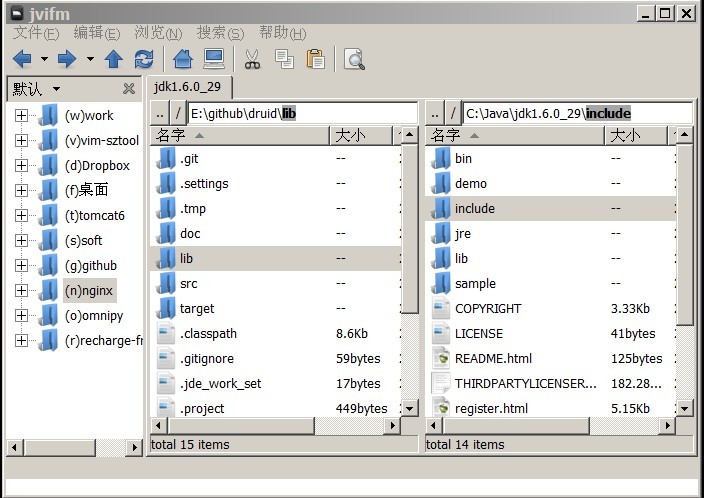 jvifm
文件(F) 编辑(E) 浏览(V) 搜索(S) 帮助(H)
默认
(w)work
(v)vim-sztool
(d)Dropbox
(f)桌面
(t)tomcat6
(s)soft
(g)github
(n)nginx
(o)omnipy
(r)recharge-fr
jdk1.6.0_29
.. / E:\github\druid\lib
名字 大小
.git --
.settings --
.tmp --
doc --
lib --
src --
target --
.classpath 8.6Kb
.gitignore 59bytes
.jde_work_set 17bytes
.project 449bytes
total 15 items
.. / C:\Java\jdk1.6.0_29\include
名字 大小
bin --
demo --
include --
jre --
lib --
sample --
COPYRIGHT 3.33Kb
LICENSE 41bytes
README.html 125bytes
THIRDPARTYLICENSER... 182.28...
register.html 5.15Kb
total 14 items